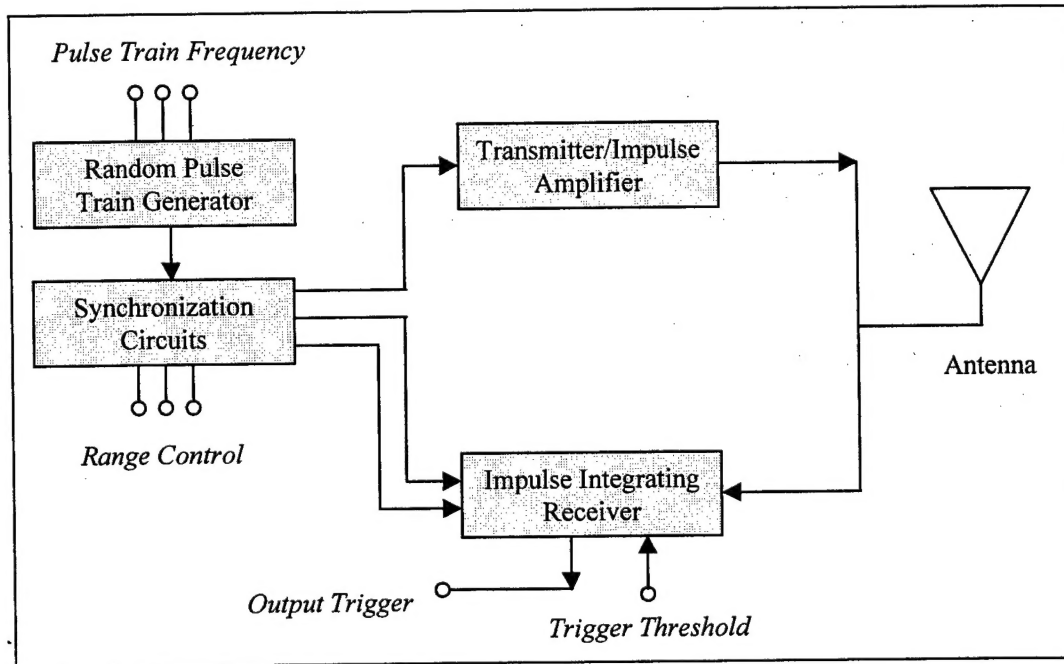 Pulse Train Frequency
Random Pulse
Train Generator
Transmitter/Impulse
Amplifier
Synchronization
Circuits
Antenna
Range Control
Impulse Integrating
Receiver
Output Trigger
Trigger Threshold